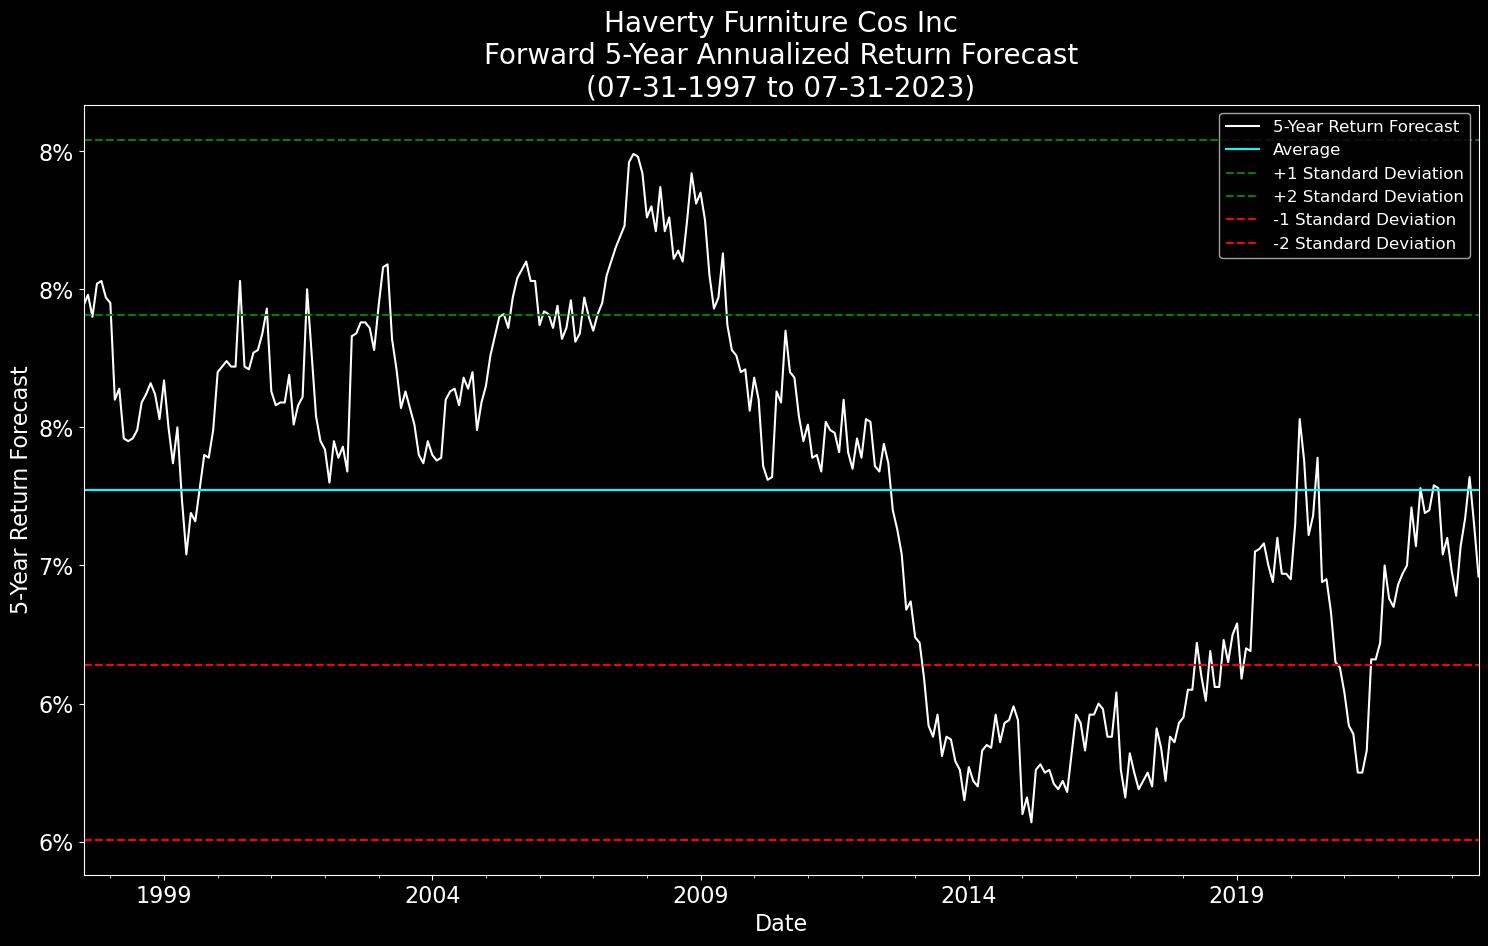 Haverty Furniture Cos Inc
Forward 5-Year Annualized Return Forecast
(07-31-1997 to 07-31-2023)
5-Year Return Forecast
8%
8%
8%
7%
6%
6%
5-Year Return Forecast
Average
+1 Standard Deviation
+2 Standard Deviation
-1 Standard Deviation
-2 Standard Deviation
1999 2004 2009 2014 2019
Date